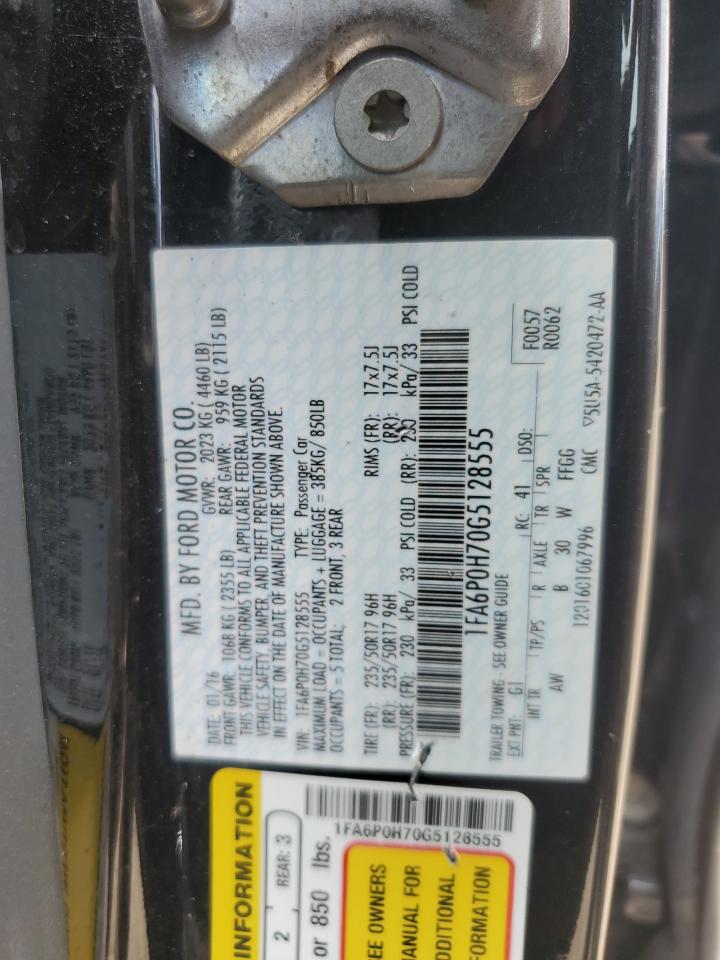 MFD. BY FORD MOTOR CO.
DATE: 01/16 GVWR: 2023 KG ( 4460 LB)
FRONT GAWR: 1068 KG ( 2355 LB) REAR GAWR: 959 KG ( 2115 LB)
THIS VEHICLE CONFORMS TO ALL APPLICABLE FEDERAL MOTOR
VEHICLE SAFETY, BUMPER, AND THEFT PREVENTION STANDARDS
IN EFFECT ON THE DATE OF MANUFACTURE SHOWN ABOVE.
VIN: 1FA6P0H70G5128555 TYPE: Passenger Car
MAXIMUM LOAD = OCCUPANTS + LUGGAGE = 385KG/ 850LB
OCCUPANTS = 5 TOTAL; 2 FRONT, 3 REAR
TIRE (FR): 235/50R17 96H RIMS (FR): 17x7.5J
(RR): 235/50R17 96H (RR): 17x7.5J
PRESSURE (FR): 230 kPa/ 33 PSI COLD (RR): 230 kPa/ 33 PSI COLD
1FA6P0H70G5128555
TRAILER TOWING - SEE OWNER GUIDE
F0057
R0062
EXT PNT: G1 RC: 41 DSO:
INT TR TP/PS R AXLE TR SPR
AW B 30 W FFGG
1201601067996 CMC 5U5A-5420472-AA
INFORMATION
2 REAR: 3
or 850 lbs.
1FA6P0H70G5128555
SEE OWNERS
MANUAL FOR
ADDITIONAL
INFORMATION